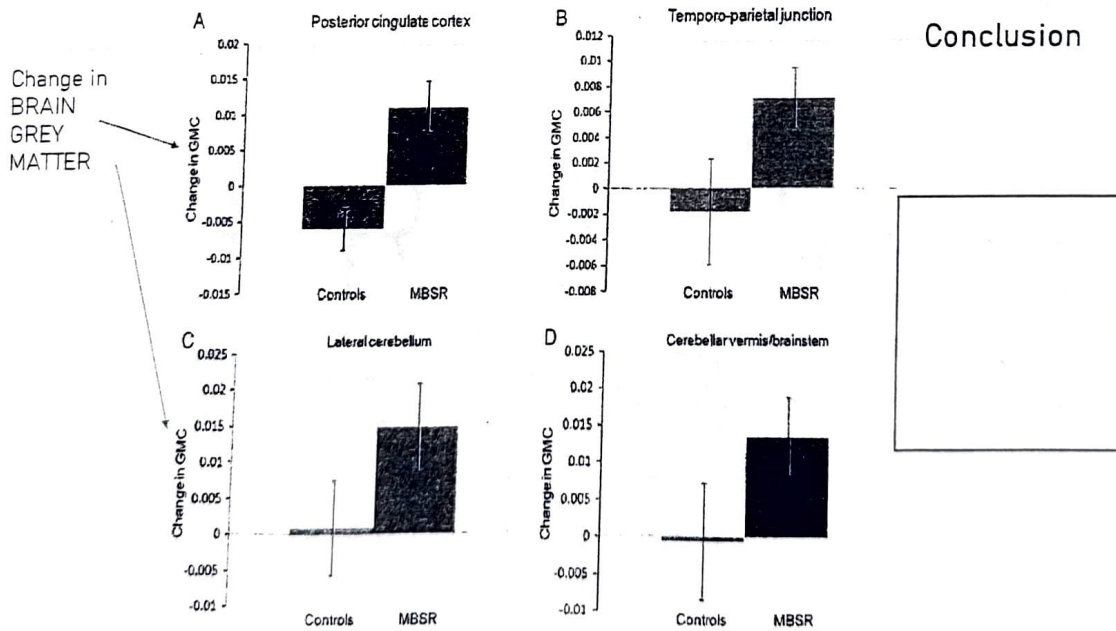 Conclusion
Change in
BRAIN
GREY
MATTER
A
Posterior cingulate cortex
Change in GMC
0.02
0.015
0.01
0.005
0
-0.005
-0.01
-0.015
Controls
MBSR
B
Temporo-parietal junction
Change in GMC
0.012
0.01
0.008
0.006
0.004
0.002
0
-0.002
-0.004
-0.006
-0.008
Controls
MBSR
C
Lateral cerebellum
Change in GMC
0.025
0.02
0.015
0.01
0.005
0
-0.005
-0.01
Controls
MBSR
D
Cerebellar vermis/brainstem
Change in GMC
0.025
0.02
0.015
0.01
0.005
0
-0.005
-0.01
Controls
MBSR